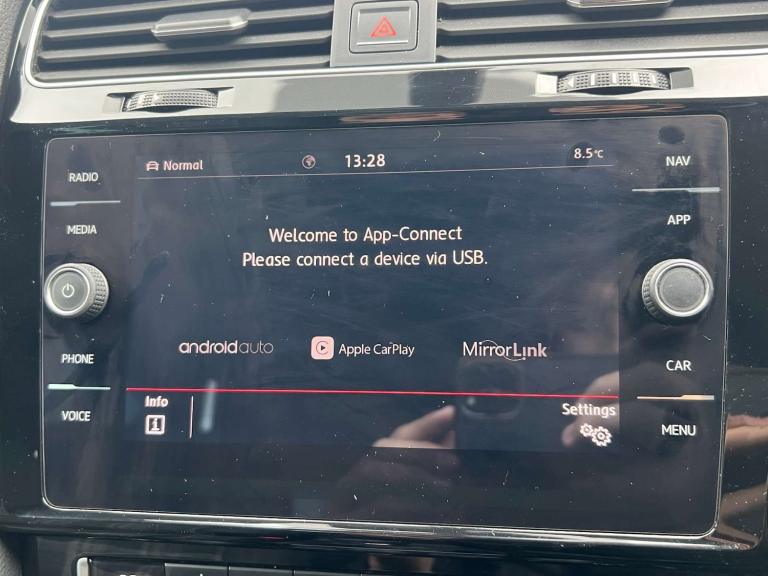 RADIO
MEDIA
PHONE
VOICE
Normal
13:28
8.5°C
Welcome to App-Connect
Please connect a device via USB.
androidauto
Apple CarPlay
MirrorLink
Info
i
Settings
NAV
APP
CAR
MENU